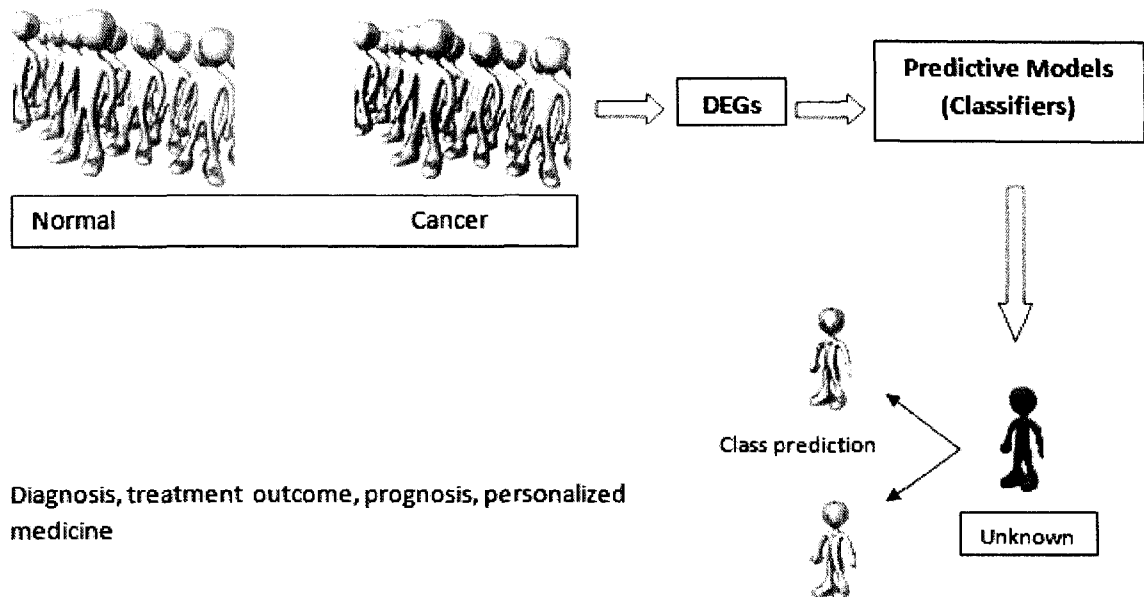 Predictive Models
(Classifiers)
DEGs
Normal
Cancer
Class prediction
Diagnosis, treatment outcome, prognosis, personalized
medicine
Unknown